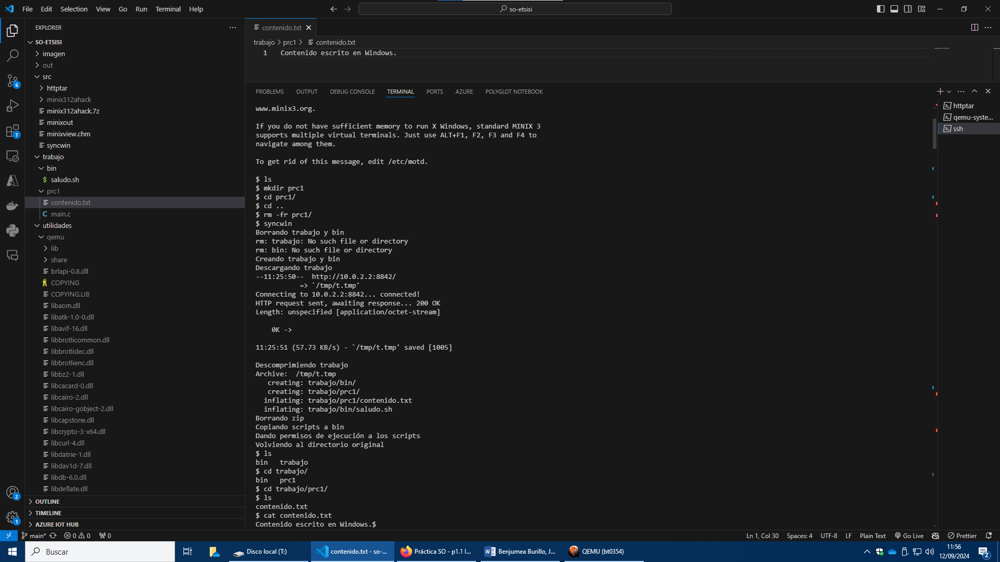 File Edit Selection View Go Run Terminal Help
so-etsisi
EXPLORER
SO-ETSISI
imagen
out
src
httptar
minix312ahack
minix312ahack.7z
minixout
minixview.chm
syncwin
trabajo
bin
$ saludo.sh
prc1
contenido.txt
C main.c
utilidades
qemu
lib
share
brlapi-0.8.dll
COPYING
COPYING.LIB
libaom.dll
libatk-1.0-0.dll
libavif-16.dll
libbrotlicommon.dll
libbrotlidec.dll
libbrotlienc.dll
libbz2-1.dll
libcacard-0.dll
libcairo-2.dll
libcairo-gobject-2.dll
libcapstone.dll
libcrypto-3-x64.dll
libcurl-4.dll
libdatrie-1.dll
libdav1d-7.dll
libdb-6.0.dll
libdeflate.dll
OUTLINE
TIMELINE
AZURE IOT HUB
6
7
2
1
contenido.txt
trabajo > prc1 > contenido.txt
1 Contenido escrito en Windows.
PROBLEMS OUTPUT DEBUG CONSOLE TERMINAL PORTS AZURE POLYGLOT NOTEBOOK
httptar
qemu-syste...
ssh
www.minix3.org.
If you do not have sufficient memory to run X Windows, standard MINIX 3
supports multiple virtual terminals. Just use ALT+F1, F2, F3 and F4 to
navigate among them.
To get rid of this message, edit /etc/motd.
$ ls
$ mkdir prc1
$ cd prc1/
$ cd ..
$ rm -fr prc1/
$ syncwin
Borrando trabajo y bin
rm: trabajo: No such file or directory
rm: bin: No such file or directory
Creando trabajo y bin
Descargando trabajo
--11:25:50--  http://10.0.2.2:8842/
           => `/tmp/t.tmp'
Connecting to 10.0.2.2:8842... connected!
HTTP request sent, awaiting response... 200 OK
Length: unspecified [application/octet-stream]
    0K ->
11:25:51 (57.73 KB/s) - `/tmp/t.tmp' saved [1005]
Descomprimiendo trabajo
Archive:  /tmp/t.tmp
   creating: trabajo/bin/
   creating: trabajo/prc1/
  inflating: trabajo/prc1/contenido.txt
  inflating: trabajo/bin/saludo.sh
Borrando zip
Copiando scripts a bin
Dando permisos de ejecución a los scripts
Volviendo al directorio original
$ ls
bin   trabajo
$ cd trabajo/
bin   prc1
$ cd trabajo/prc1/
$ ls
contenido.txt
$ cat contenido.txt
Contenido escrito en Windows.$
main* 0 0 0 Ln 1, Col 30 Spaces: 4 UTF-8 LF Plain Text Go Live Prettier
Buscar
Disco local (T:)
contenido.txt - so-...
Práctica SO - p1.1 l...
Benjumea Burillo, J...
QEMU (bt0354)
11:56
12/09/2024
2